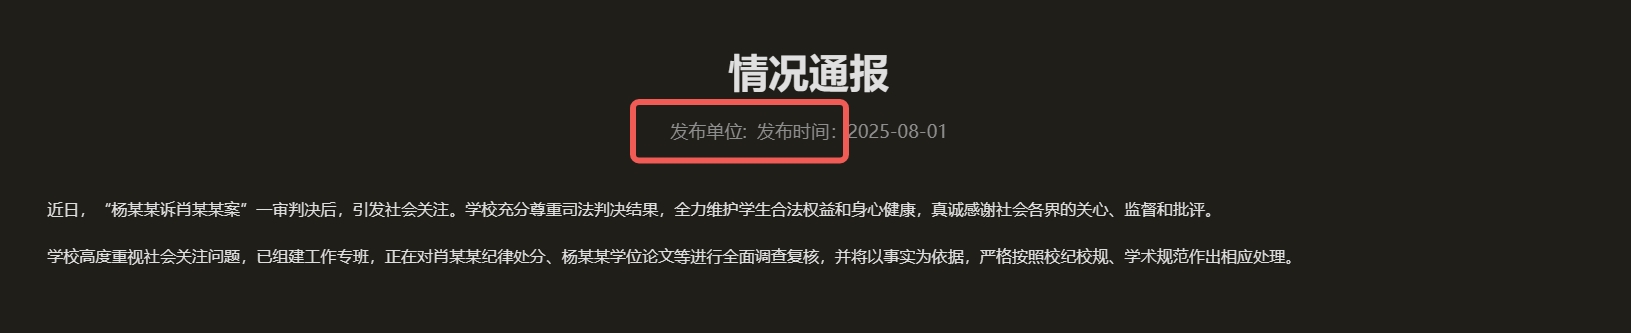 情况通报
发布单位: 发布时间：2025-08-01
近日，“杨某某诉肖某某案”一审判决后，引发社会关注。学校充分尊重司法判决结果，全力维护学生合法权益和身心健康，真诚感谢社会各界的关心、监督和批评。
学校高度重视社会关注问题，已组建工作专班，正在对肖某某纪律处分、杨某某学位论文等进行全面调查复核，并将以事实为依据，严格按照校纪校规、学术规范作出相应处理。